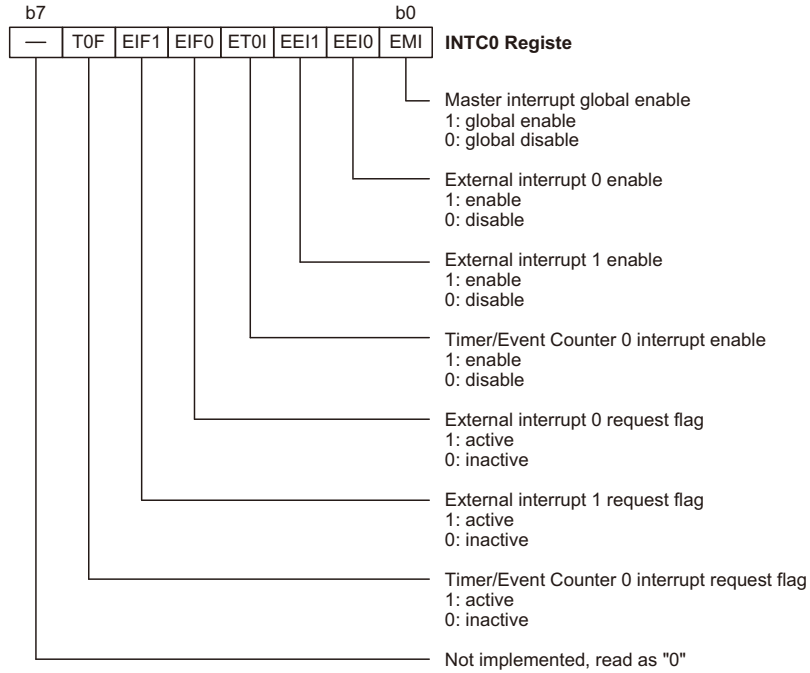 b7 b0
— T0F EIF1 EIF0 ET0I EEI1 EEI0 EMI INTC0 Registe
Master interrupt global enable
1: global enable
0: global disable
External interrupt 0 enable
1: enable
0: disable
External interrupt 1 enable
1: enable
0: disable
Timer/Event Counter 0 interrupt enable
1: enable
0: disable
External interrupt 0 request flag
1: active
0: inactive
External interrupt 1 request flag
1: active
0: inactive
Timer/Event Counter 0 interrupt request flag
1: active
0: inactive
Not implemented, read as "0"